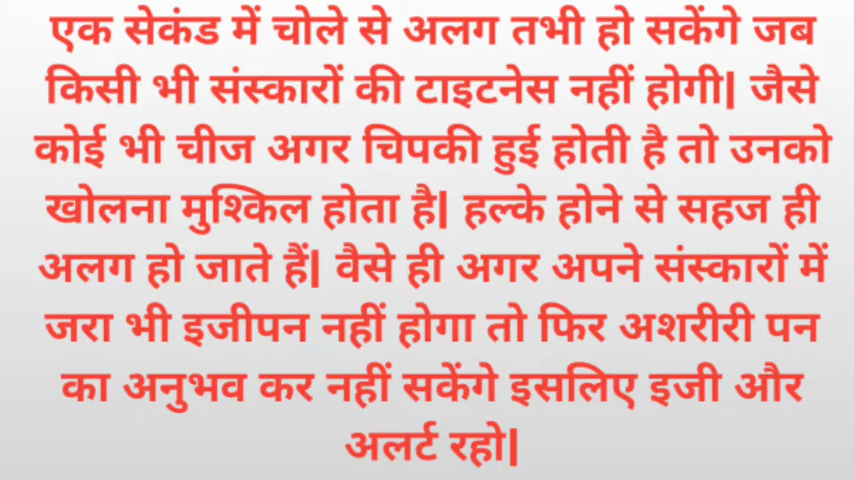 एक सेकंड में चोले से अलग तभी हो सकेंगे जब
किसी भी संस्कारों की टाइटनेस नहीं होगी| जैसे
कोई भी चीज अगर चिपकी हुई होती है तो उनको
खोलना मुश्किल होता है| हल्के होने से सहज ही
अलग हो जाते हैं| वैसे ही अगर अपने संस्कारों में
जरा भी इजीपन नहीं होगा तो फिर अशरीरी पन
का अनुभव कर नहीं सकेंगे इसलिए इजी और
अलर्ट रहो|